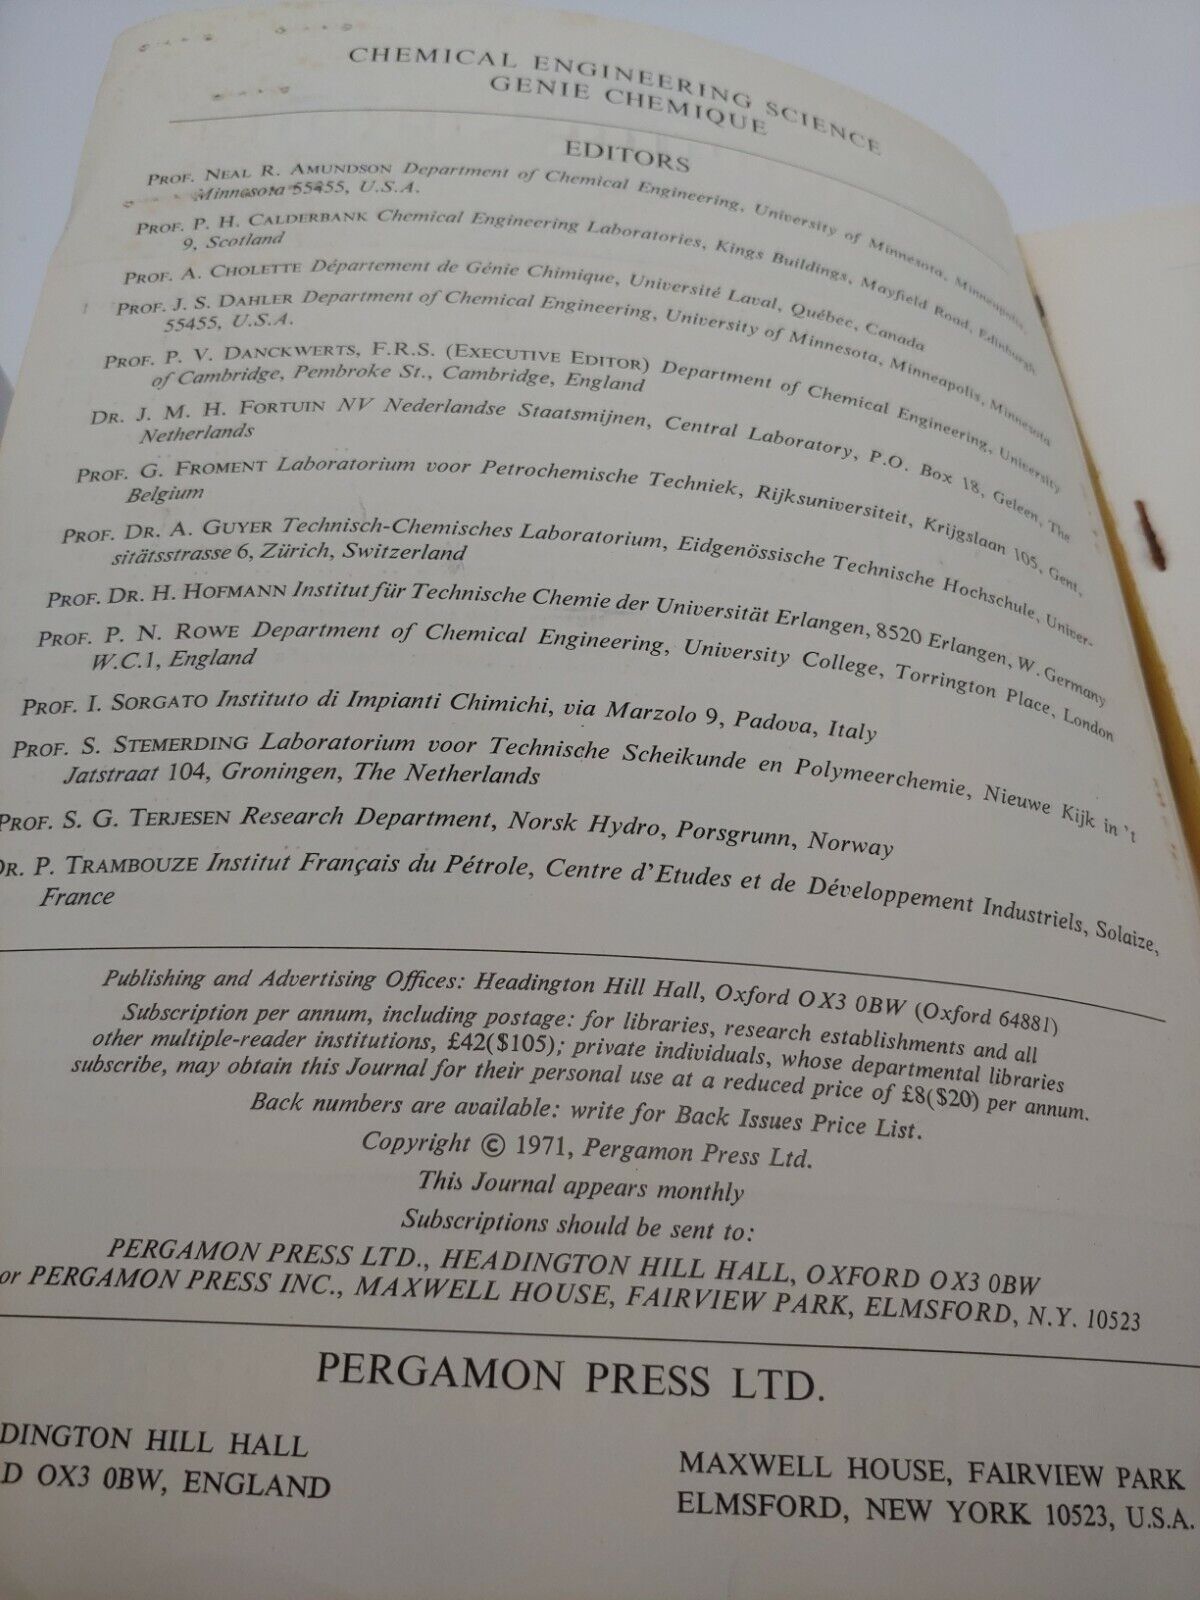 CHEMICAL ENGINEERING SCIENCE
GENIE CHEMIQUE
EDITORS
PROF. NEAL R. AMUNDSON Department of Chemical Engineering, University of Minnesota, Minneapolis,
Minnesota 55455, U.S.A.
PROF. P. H. CALDERBANK Chemical Engineering Laboratories, Kings Buildings, Mayfield Road, Edinburgh
9, Scotland
PROF. A. CHOLETTE Département de Génie Chimique, Université Laval, Québec, Canada
PROF. J. S. DAHLER Department of Chemical Engineering, University of Minnesota, Minneapolis, Minnesota
55455, U.S.A.
PROF. P. V. DANCKWERTS, F.R.S. (EXECUTIVE EDITOR) Department of Chemical Engineering, University
of Cambridge, Pembroke St., Cambridge, England
DR. J. M. H. FORTUIN NV Nederlandse Staatsmijnen, Central Laboratory, P.O. Box 18, Geleen, The
Netherlands
PROF. G. FROMENT Laboratorium voor Petrochemische Techniek, Rijksuniversiteit, Krijgslaan 105, Gent,
Belgium
PROF. DR. A. GUYER Technisch-Chemisches Laboratorium, Eidgenössische Technische Hochschule, Univer-
sitätsstrasse 6, Zürich, Switzerland
PROF. DR. H. HOFMANN Institut für Technische Chemie der Universität Erlangen, 8520 Erlangen, W. Germany
PROF. P. N. ROWE Department of Chemical Engineering, University College, Torrington Place, London
W.C.1, England
PROF. I. SORGATO Instituto di Impianti Chimichi, via Marzolo 9, Padova, Italy
PROF. S. STEMERDING Laboratorium voor Technische Scheikunde en Polymeerchemie, Nieuwe Kijk in 't
Jatstraat 104, Groningen, The Netherlands
PROF. S. G. TERJESEN Research Department, Norsk Hydro, Porsgrunn, Norway
DR. P. TRAMBOUZE Institut Français du Pétrole, Centre d'Etudes et de Développement Industriels, Solaize,
France
Publishing and Advertising Offices: Headington Hill Hall, Oxford OX3 0BW (Oxford 64881)
Subscription per annum, including postage: for libraries, research establishments and all
other multiple-reader institutions, £42($105); private individuals, whose departmental libraries
subscribe, may obtain this Journal for their personal use at a reduced price of £8($20) per annum.
Back numbers are available: write for Back Issues Price List.
Copyright © 1971, Pergamon Press Ltd.
This Journal appears monthly
Subscriptions should be sent to:
PERGAMON PRESS LTD., HEADINGTON HILL HALL, OXFORD OX3 0BW
or PERGAMON PRESS INC., MAXWELL HOUSE, FAIRVIEW PARK, ELMSFORD, N.Y. 10523
PERGAMON PRESS LTD.
DINGTON HILL HALL
D OX3 0BW, ENGLAND
MAXWELL HOUSE, FAIRVIEW PARK
ELMSFORD, NEW YORK 10523, U.S.A.